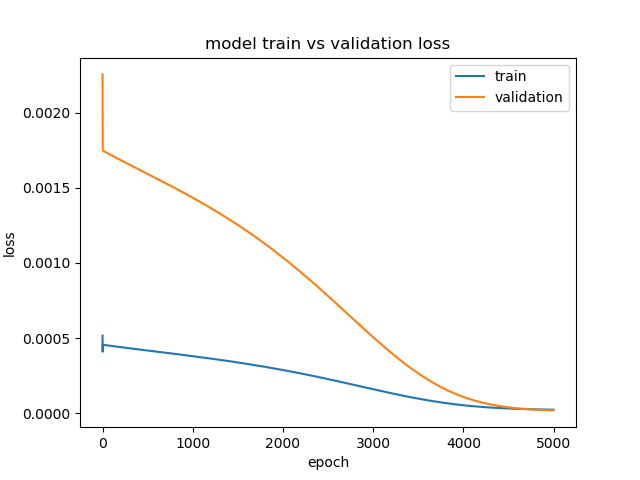 model train vs validation loss
train
validation
0.0020
0.0015
0.0010
0.0005
0.0000
loss
0 1000 2000 3000 4000 5000
epoch